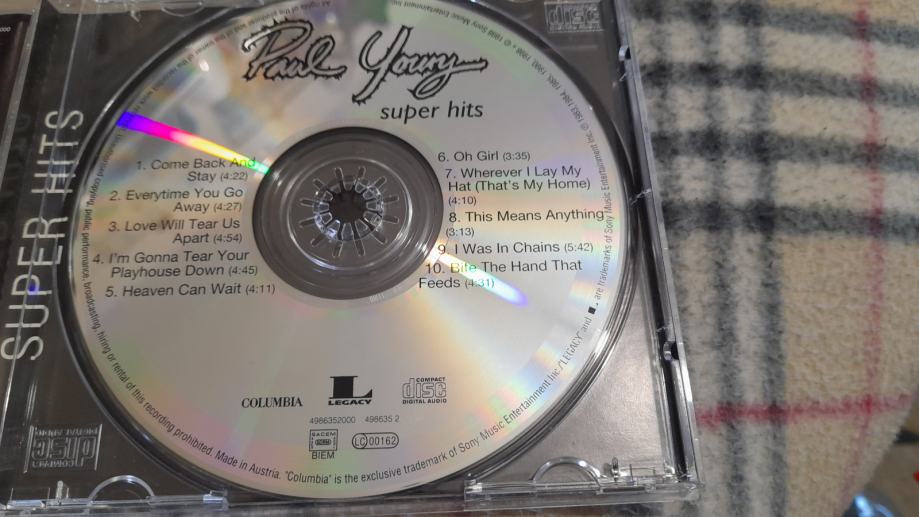 Paul Young
super hits
1. Come Back And
Stay (4:22)
2. Everytime You Go
Away (4:27)
3. Love Will Tear Us
Apart (4:54)
4. I'm Gonna Tear Your
Playhouse Down (4:45)
5. Heaven Can Wait (4:11)
6. Oh Girl (3:35)
7. Wherever I Lay My
Hat (That's My Home)
(4:10)
8. This Means Anything
(3:13)
9. I Was In Chains (5:42)
10. Bite The Hand That
Feeds (4:31)
COLUMBIA
L
LEGACY
COMPACT
disc
DIGITAL AUDIO
4986352000 498635 2
SACEM
BIEM
LC 00162
public performance, broadcasting, hiring or rental of this recording prohibited. Made in Austria. "Columbia" is the exclusive trademark of Sony Music Entertainment Inc./"LEGACY" and L are trademarks of Sony Music Entertainment Inc.
SUPER HITS
disc